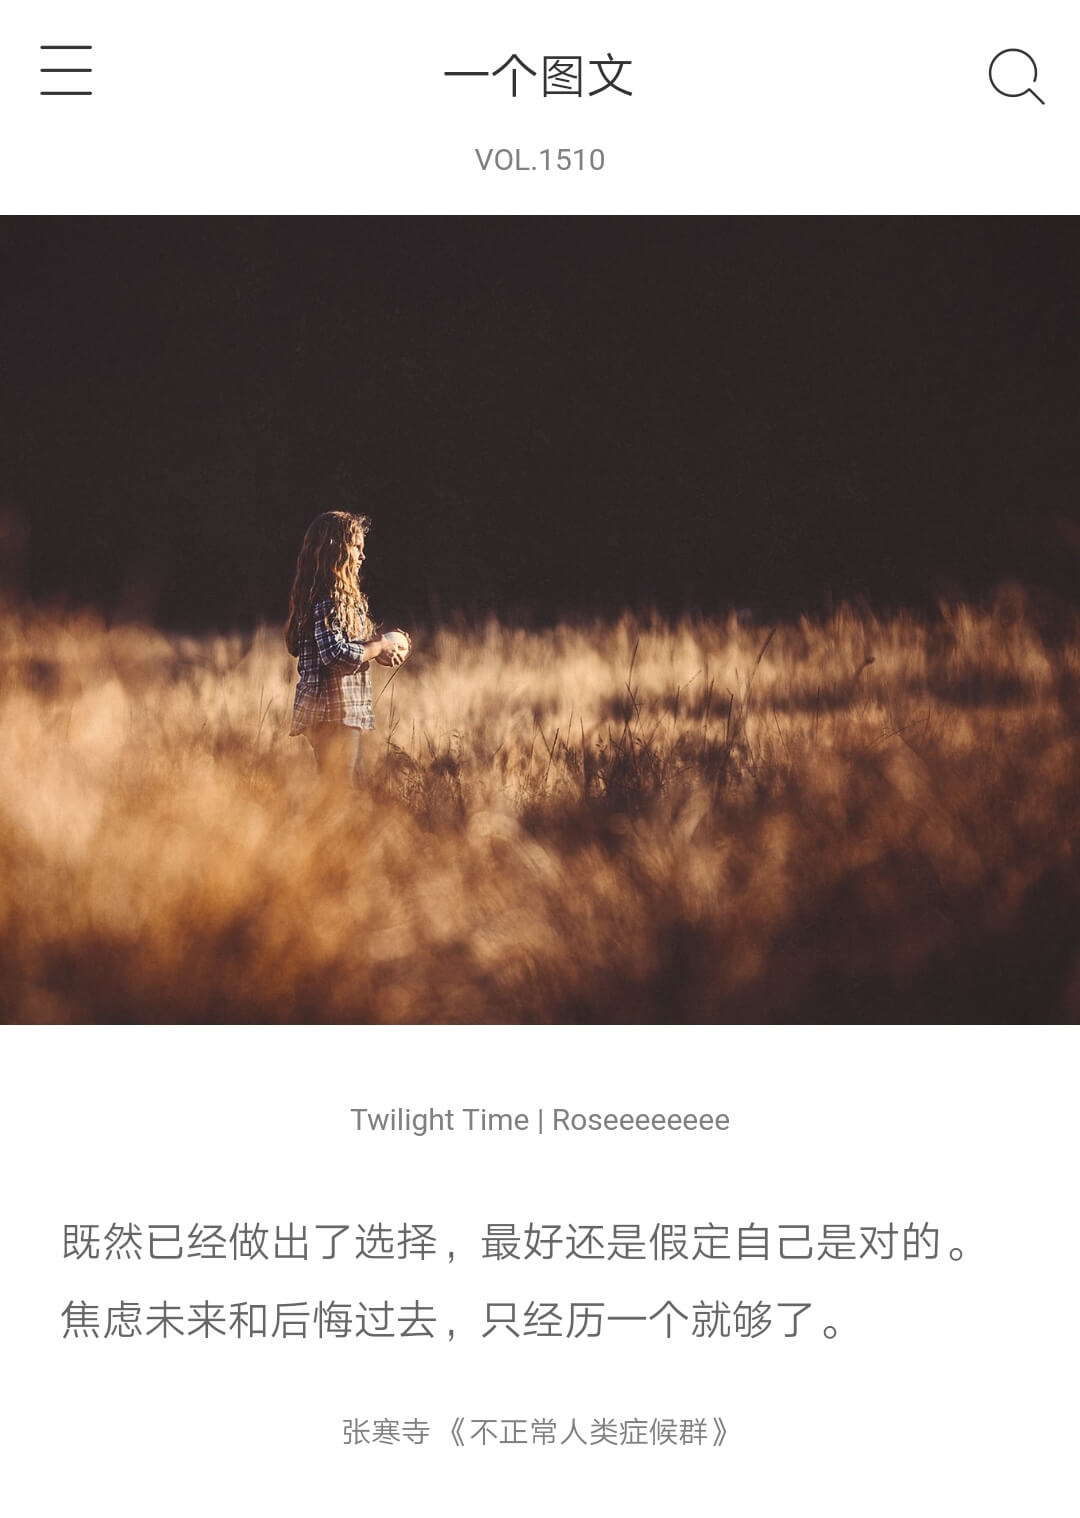 一个图文
VOL.1510
Twilight Time | Roseeeeeeeee
既然已经做出了选择，最好还是假定自己是对的。
焦虑未来和后悔过去，只经历一个就够了。
张寒寺《不正常人类症候群》